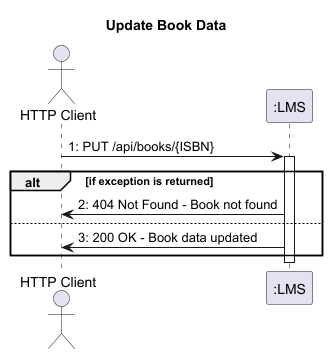 Update Book Data
HTTP Client
:LMS
1: PUT /api/books/{ISBN}
alt [if exception is returned]
2: 404 Not Found - Book not found
3: 200 OK - Book data updated
HTTP Client
:LMS